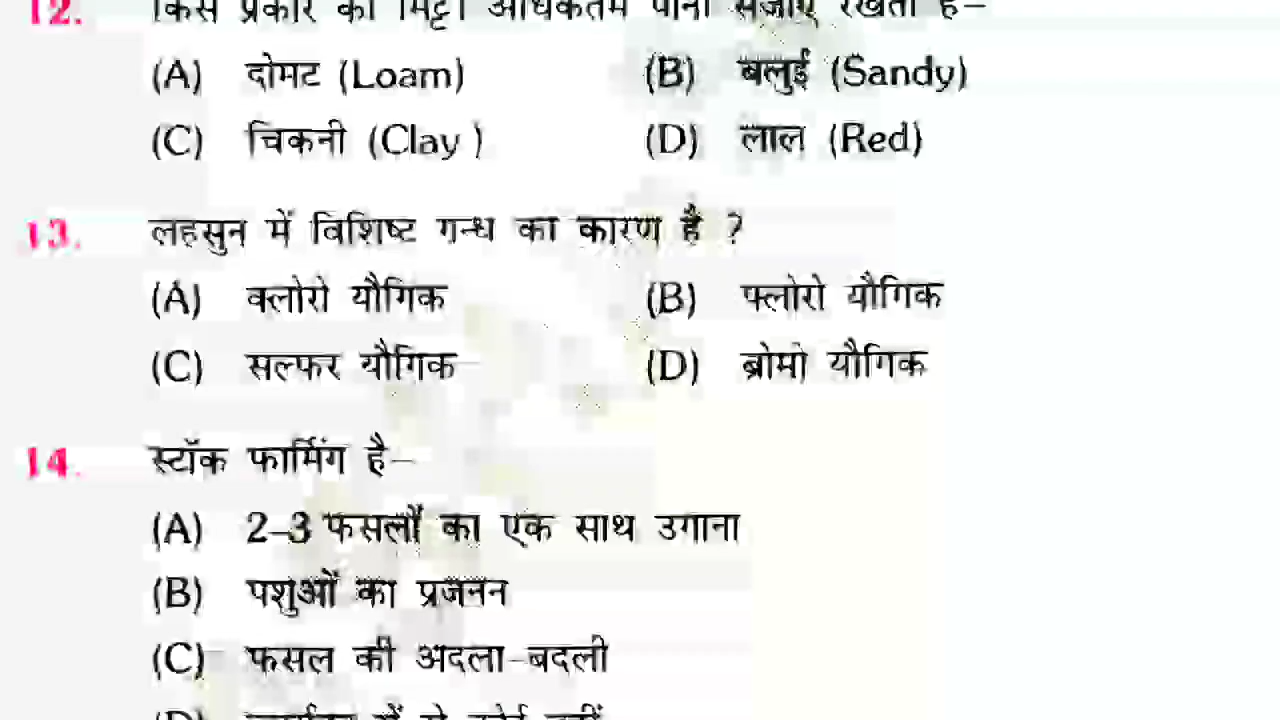 12. किस प्रकार की मिट्टी अधिकतम पानी संजोए रखती है–
(A) दोमट (Loam) (B) बलुई (Sandy)
(C) चिकनी (Clay ) (D) लाल (Red)
13. लहसुन में विशिष्ट गन्ध का कारण है ?
(A) क्लोरो यौगिक (B) फ्लोरो यौगिक
(C) सल्फर यौगिक (D) ब्रोमो यौगिक
14. स्टॉक फार्मिंग है–
(A) 2–3 फसलों का एक साथ उगाना
(B) पशुओं का प्रजनन
(C) फसल की अदला-बदली
(D) में से कोई नहीं